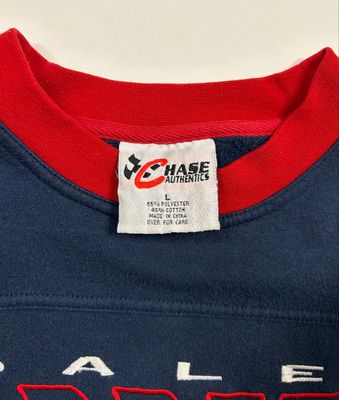 CHASE
AUTHENTICS
L
55% POLYESTER
45% COTTON
MADE IN CHINA
OVER FOR CARE
ALE